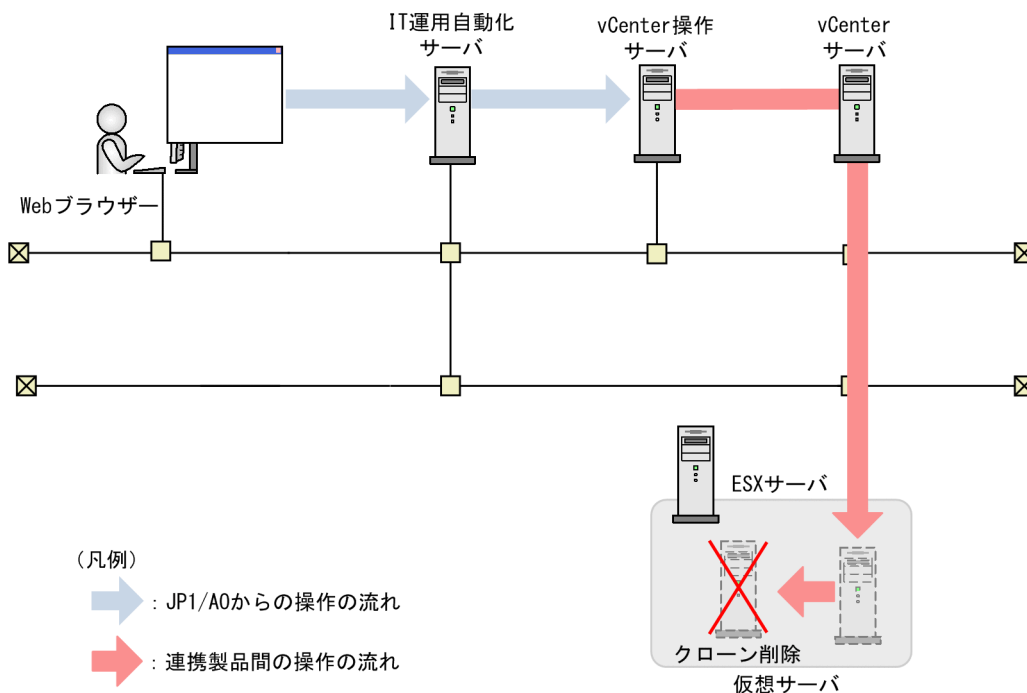 IT運用自動化
サーバ
vCenter操作
サーバ
vCenter
サーバ
Webブラウザー
ESXサーバ
クローン削除
仮想サーバ
(凡例)
: JP1/AOからの操作の流れ
: 連携製品間の操作の流れ